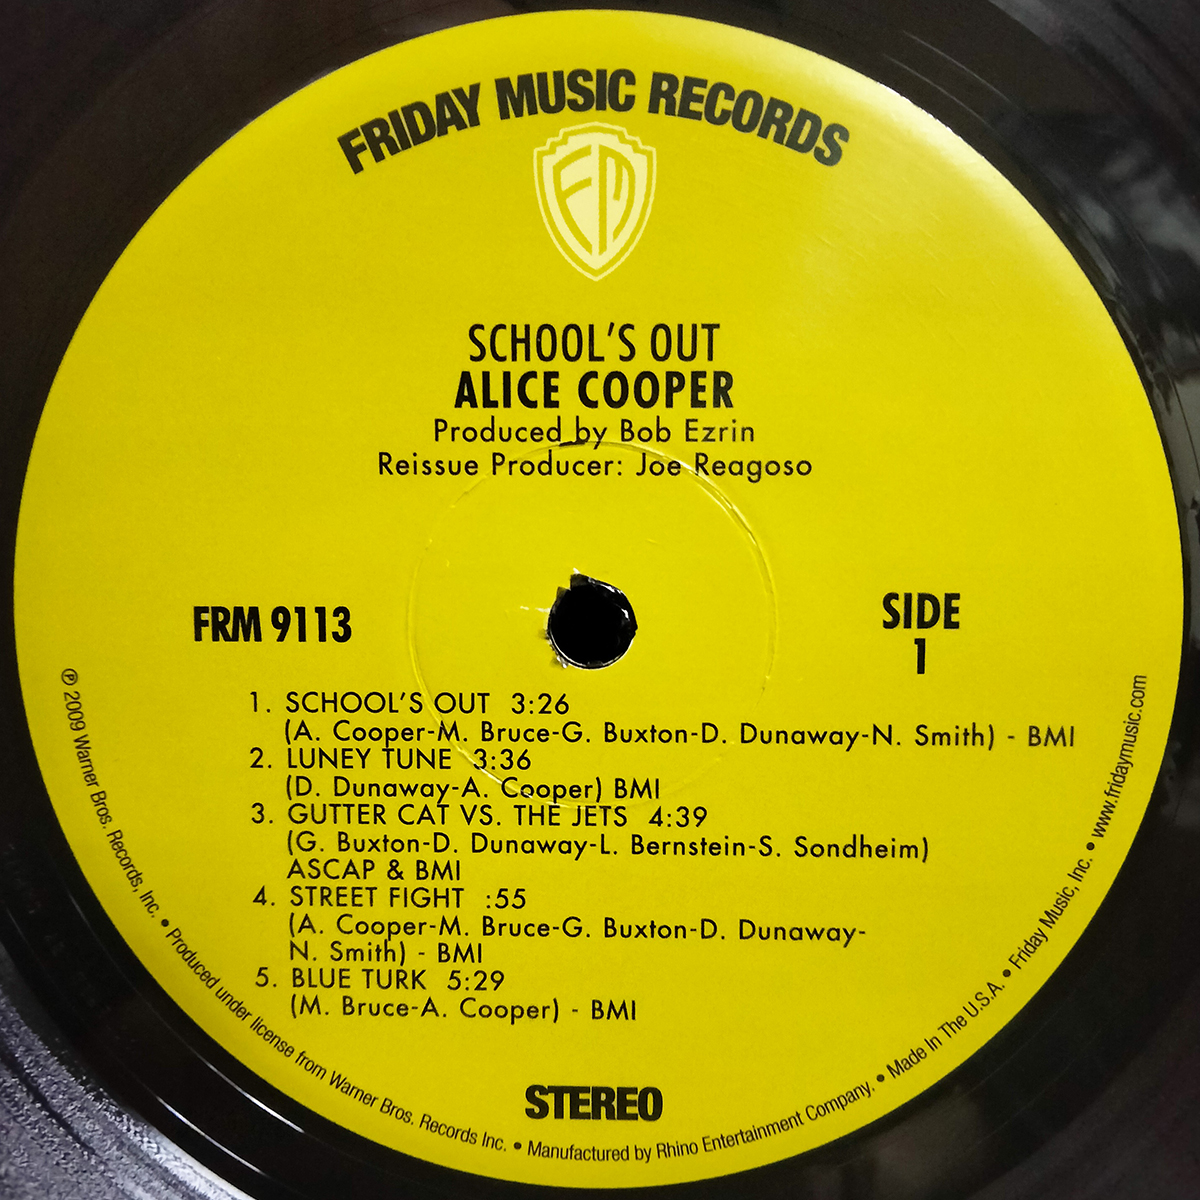 FRIDAY MUSIC RECORDS
FM
SCHOOL'S OUT
ALICE COOPER
Produced by Bob Ezrin
Reissue Producer: Joe Reagoso
FRM 9113
SIDE
1
1. SCHOOL'S OUT 3:26
(A. Cooper-M. Bruce-G. Buxton-D. Dunaway-N. Smith) - BMI
2. LUNEY TUNE 3:36
(D. Dunaway-A. Cooper) BMI
3. GUTTER CAT VS. THE JETS 4:39
(G. Buxton-D. Dunaway-L. Bernstein-S. Sondheim)
ASCAP & BMI
4. STREET FIGHT :55
(A. Cooper-M. Bruce-G. Buxton-D. Dunaway-
N. Smith) - BMI
5. BLUE TURK 5:29
(M. Bruce-A. Cooper) - BMI
STEREO
℗ 2009 Warner Bros. Records, Inc. • Produced under license from Warner Bros. Records Inc. • Manufactured by Rhino Entertainment Company. • Made In The U.S.A. • Friday Music, Inc. • www.fridaymusic.com